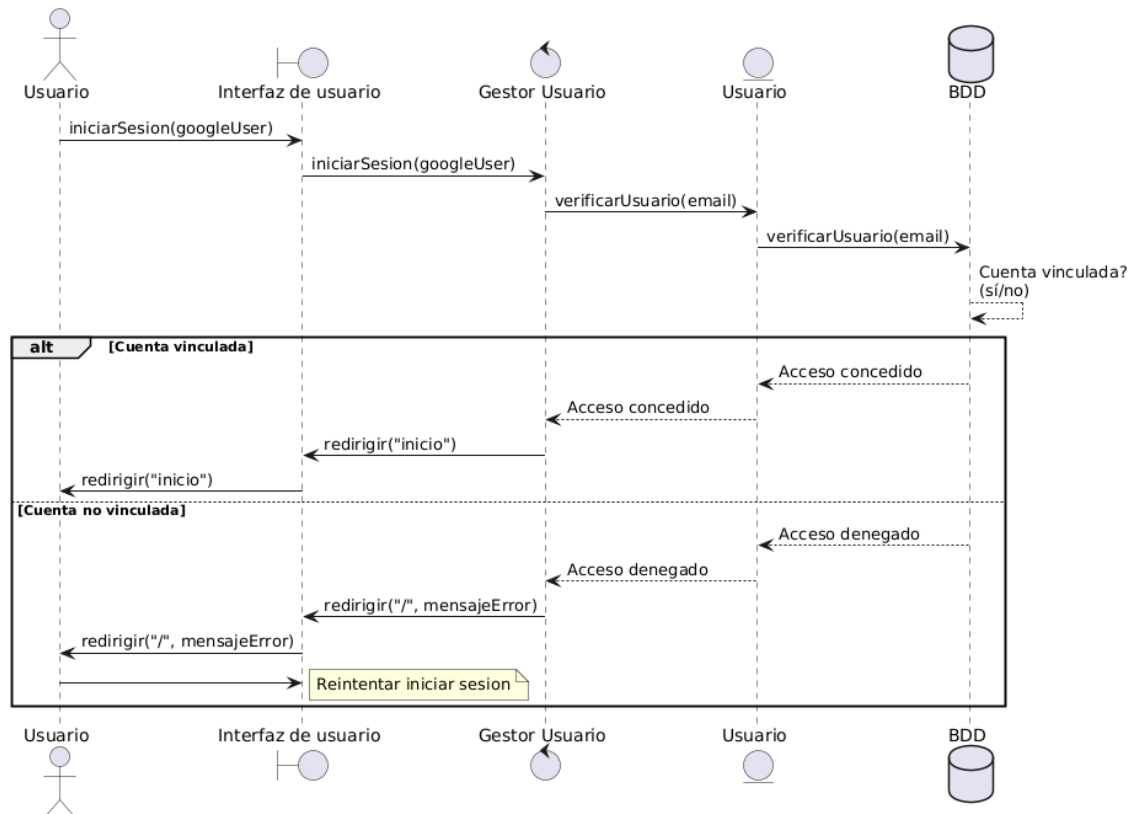 Usuario
Interfaz de usuario
Gestor Usuario
Usuario
BDD
iniciarSesion(googleUser)
iniciarSesion(googleUser)
verificarUsuario(email)
verificarUsuario(email)
Cuenta vinculada?
(sí/no)
alt [Cuenta vinculada]
Acceso concedido
Acceso concedido
redirigir("inicio")
redirigir("inicio")
[Cuenta no vinculada]
Acceso denegado
Acceso denegado
redirigir("/", mensajeError)
redirigir("/", mensajeError)
Reintentar iniciar sesion
Usuario
Interfaz de usuario
Gestor Usuario
Usuario
BDD